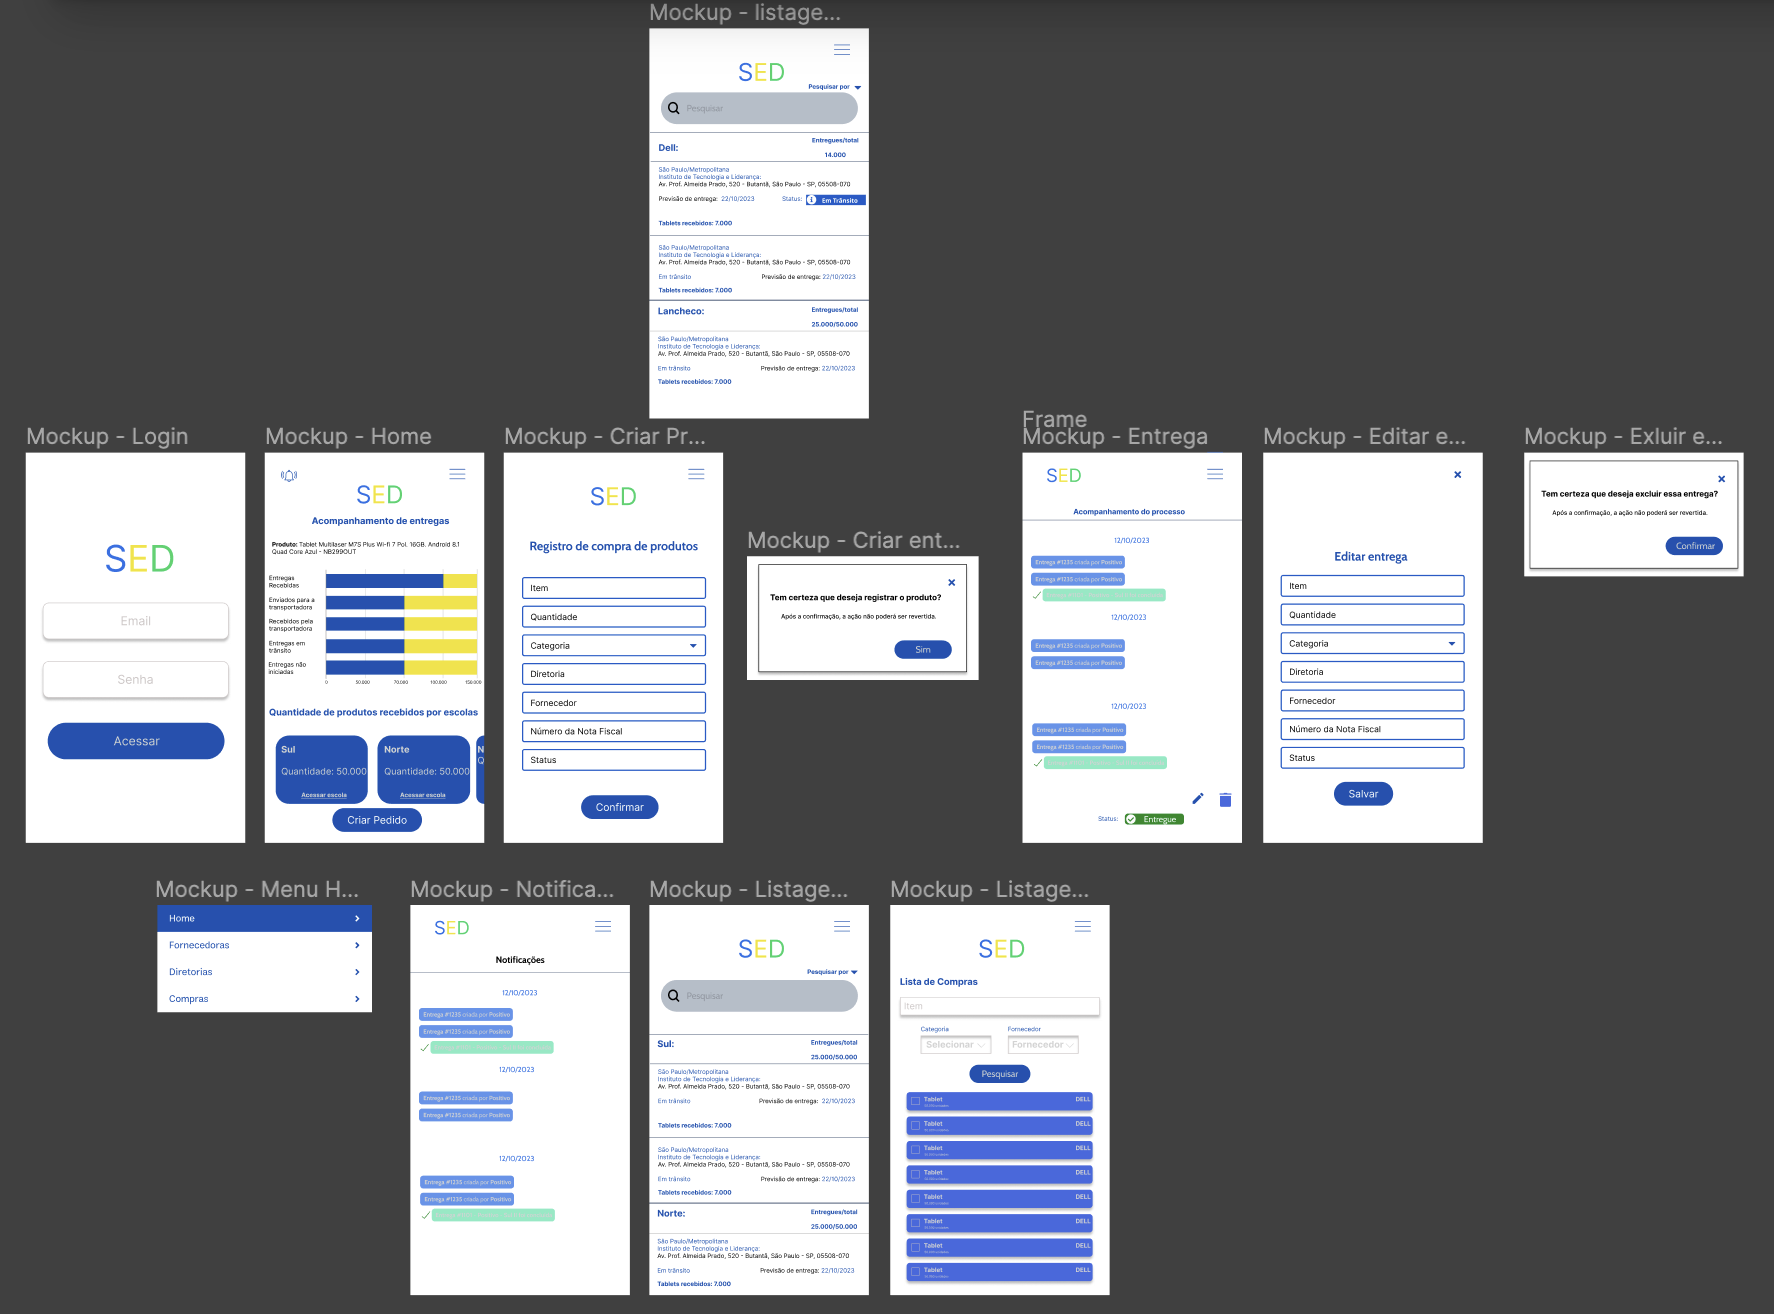 Mockup - listage...
SED
Pesquisar por
Pesquisar
Dell:
Entregues/total
14.000
São Paulo/Metropolitana
Instituto de Tecnologia e Liderança:
Av. Prof. Almeida Prado, 520 - Butantã, São Paulo - SP, 05508-070
Previsão de entrega: 22/10/2023
Status: Em Trânsito
Tablets recebidos: 7.000
São Paulo/Metropolitana
Instituto de Tecnologia e Liderança:
Av. Prof. Almeida Prado, 520 - Butantã, São Paulo - SP, 05508-070
Em trânsito
Previsão de entrega: 22/10/2023
Tablets recebidos: 7.000
Lancheco:
Entregues/total
25.000/50.000
São Paulo/Metropolitana
Instituto de Tecnologia e Liderança:
Av. Prof. Almeida Prado, 520 - Butantã, São Paulo - SP, 05508-070
Em trânsito
Previsão de entrega: 22/10/2023
Tablets recebidos: 7.000
Mockup - Login
SED
Email
Senha
Acessar
Mockup - Home
SED
Acompanhamento de entregas
Produto: Tablet Multilaser M7S Plus Wi-fi 7 Pol. 16GB. Android 8.1
Quad Core Azul - NB299OUT
Entregas
Recebidas
Enviados para a
transportadora
Recebidos pela
transportadora
Entregas em
trânsito
Entregas não
iniciadas
0 50.000 70.000 100.000 150.000
Quantidade de produtos recebidos por escolas
Sul
Quantidade: 50.000
Acessar escola
Norte
Quantidade: 50.000
Acessar escola
N
Q
Criar Pedido
Mockup - Criar Pr...
SED
Registro de compra de produtos
Item
Quantidade
Categoria
Diretoria
Fornecedor
Número da Nota Fiscal
Status
Confirmar
Mockup - Criar ent...
Tem certeza que deseja registrar o produto?
Após a confirmação, a ação não poderá ser revertida.
Sim
Frame
Mockup - Entrega
SED
Acompanhamento do processo
12/10/2023
Entrega #1235 criada por Positivo
Entrega #1235 criada por Positivo
12/10/2023
Entrega #1235 criada por Positivo
Entrega #1235 criada por Positivo
12/10/2023
Entrega #1235 criada por Positivo
Entrega #1235 criada por Positivo
Status: Entregue
Mockup - Editar e...
Editar entrega
Item
Quantidade
Categoria
Diretoria
Fornecedor
Número da Nota Fiscal
Status
Salvar
Mockup - Exluir e...
Tem certeza que deseja excluir essa entrega?
Após a confirmação, a ação não poderá ser revertida.
Confirmar
Mockup - Menu H...
Home
Fornecedoras
Diretorias
Compras
Mockup - Notifica...
SED
Notificações
12/10/2023
Entrega #1235 criada por Positivo
Entrega #1235 criada por Positivo
12/10/2023
Entrega #1235 criada por Positivo
Entrega #1235 criada por Positivo
12/10/2023
Entrega #1235 criada por Positivo
Entrega #1235 criada por Positivo
Mockup - Listage...
SED
Pesquisar por
Pesquisar
Sul:
Entregues/total
25.000/50.000
São Paulo/Metropolitana
Instituto de Tecnologia e Liderança:
Av. Prof. Almeida Prado, 520 - Butantã, São Paulo - SP, 05508-070
Em trânsito
Previsão de entrega: 22/10/2023
Tablets recebidos: 7.000
São Paulo/Metropolitana
Instituto de Tecnologia e Liderança:
Av. Prof. Almeida Prado, 520 - Butantã, São Paulo - SP, 05508-070
Em trânsito
Previsão de entrega: 22/10/2023
Tablets recebidos: 7.000
Norte:
Entregues/total
25.000/50.000
São Paulo/Metropolitana
Instituto de Tecnologia e Liderança:
Av. Prof. Almeida Prado, 520 - Butantã, São Paulo - SP, 05508-070
Em trânsito
Previsão de entrega: 22/10/2023
Tablets recebidos: 7.000
Mockup - Listage...
SED
Lista de Compras
Item
Categoria
Selecionar
Fornecedor
Fornecedor
Pesquisar
Tablet DELL
Tablet DELL
Tablet DELL
Tablet DELL
Tablet DELL
Tablet DELL
Tablet DELL
Tablet DELL